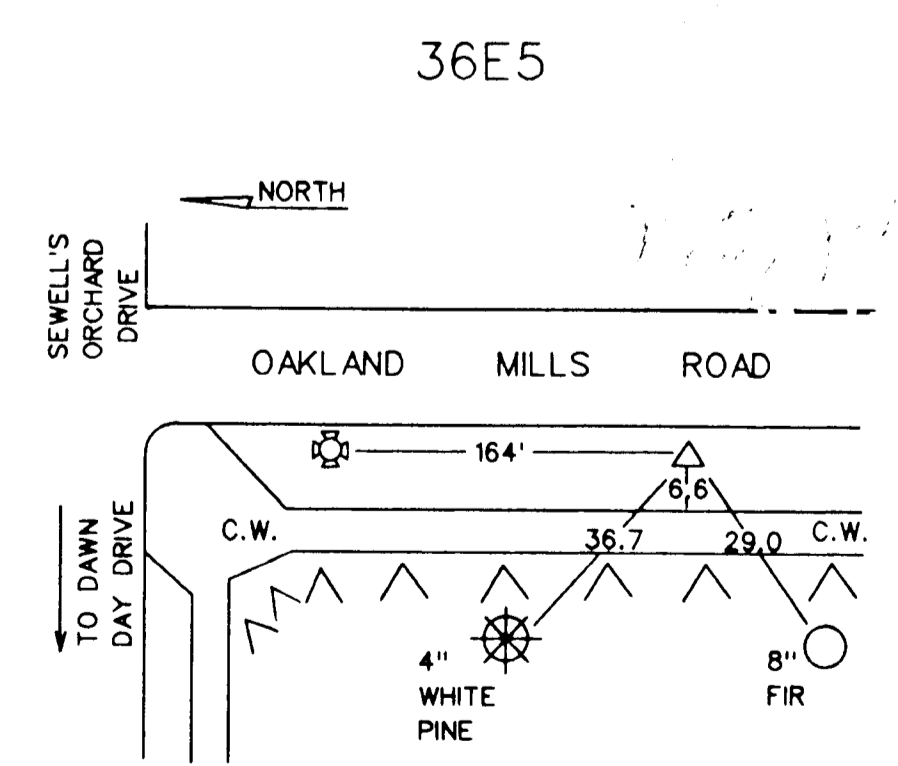 36E5
NORTH
SEWELL'S
ORCHARD
DRIVE
OAKLAND MILLS ROAD
164'
6.6
C.W.
36.7
29.0
C.W.
TO DAWN
DAY DRIVE
4"
WHITE
PINE
8"
FIR